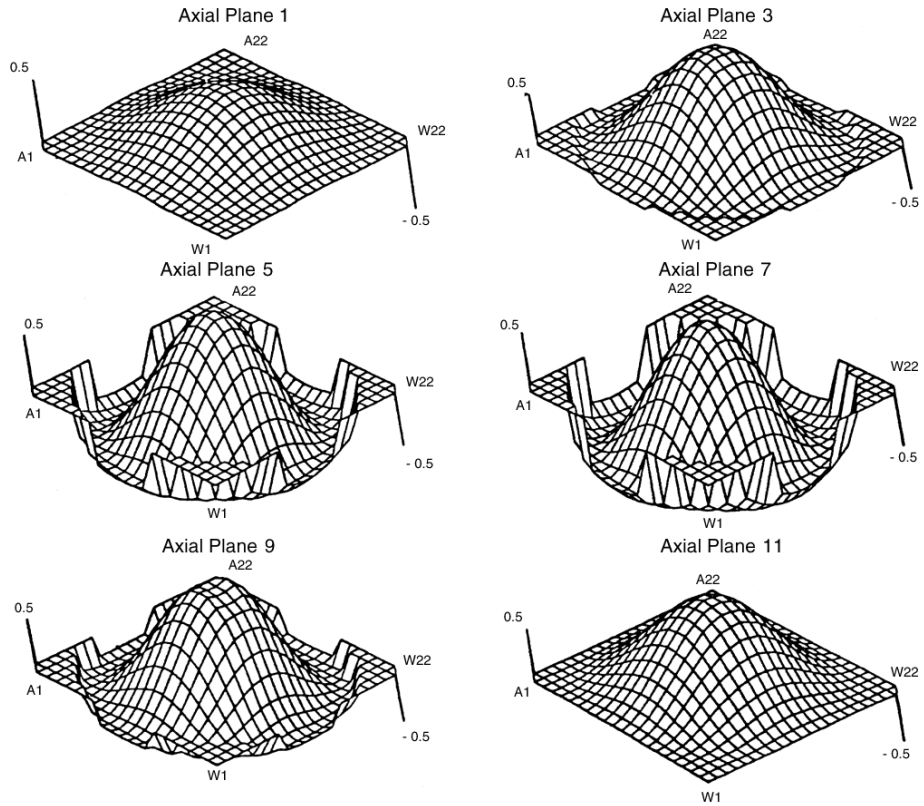 Axial Plane 1
A22
0.5
A1
W22
- 0.5
W1
Axial Plane 3
A22
0.5
A1
W22
- 0.5
W1
Axial Plane 5
A22
0.5
A1
W22
- 0.5
W1
Axial Plane 7
A22
0.5
A1
W22
- 0.5
W1
Axial Plane 9
A22
0.5
A1
W22
- 0.5
W1
Axial Plane 11
A22
0.5
A1
W22
- 0.5
W1